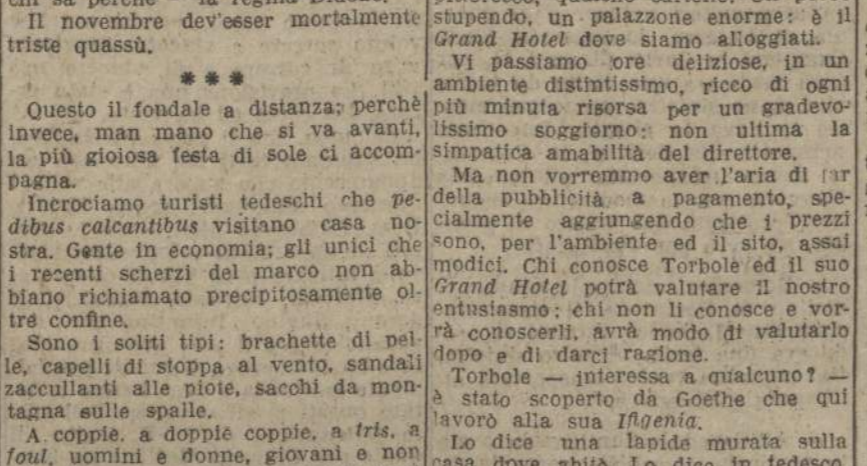 Il novembre dev'esser mortalmente
triste quassù.
* * *
Questo il fondale a distanza; perchè
invece, man mano che si va avanti,
la più gioiosa festa di sole ci accom-
pagna.
Incrociamo turisti tedeschi che pe-
dibus calcantibus visitano casa no-
stra. Gente in economia; gli unici che
i recenti scherzi del marco non ab-
biano richiamato precipitosamente ol-
tre confine.
Sono i soliti tipi: brachette di pel-
le, capelli di stoppa al vento, sandali
zaccullanti alle piote, sacchi da mon-
tagna sulle spalle.
A coppie, a doppie coppie, a tris, a
foul, uomini e donne, giovani e non
stupendo, un palazzone enorme: è il
Grand Hotel dove siamo alloggiati.
Vi passiamo ore deliziose, in un
ambiente distintissimo, ricco di ogni
più minuta risorsa per un gradevo-
lissimo soggiorno: non ultima la
simpatica amabilità del direttore.
Ma non vorremmo aver l'aria di far
della pubblicità a pagamento, spe-
cialmente aggiungendo che i prezzi
sono, per l'ambiente ed il sito, assai
modici. Chi conosce Torbole ed il suo
Grand Hotel potrà valutare il nostro
entusiasmo; chi non li conosce e vor-
rà conoscerli, avrà modo di valutarlo
dopo e di darci ragione.
Torbole — interessa a qualcuno? —
è stato scoperto da Goethe che qui
lavorò alla sua Ifigenia.
Lo dice una lapide murata sulla
casa dove abitò. Lo dice in tedesco,